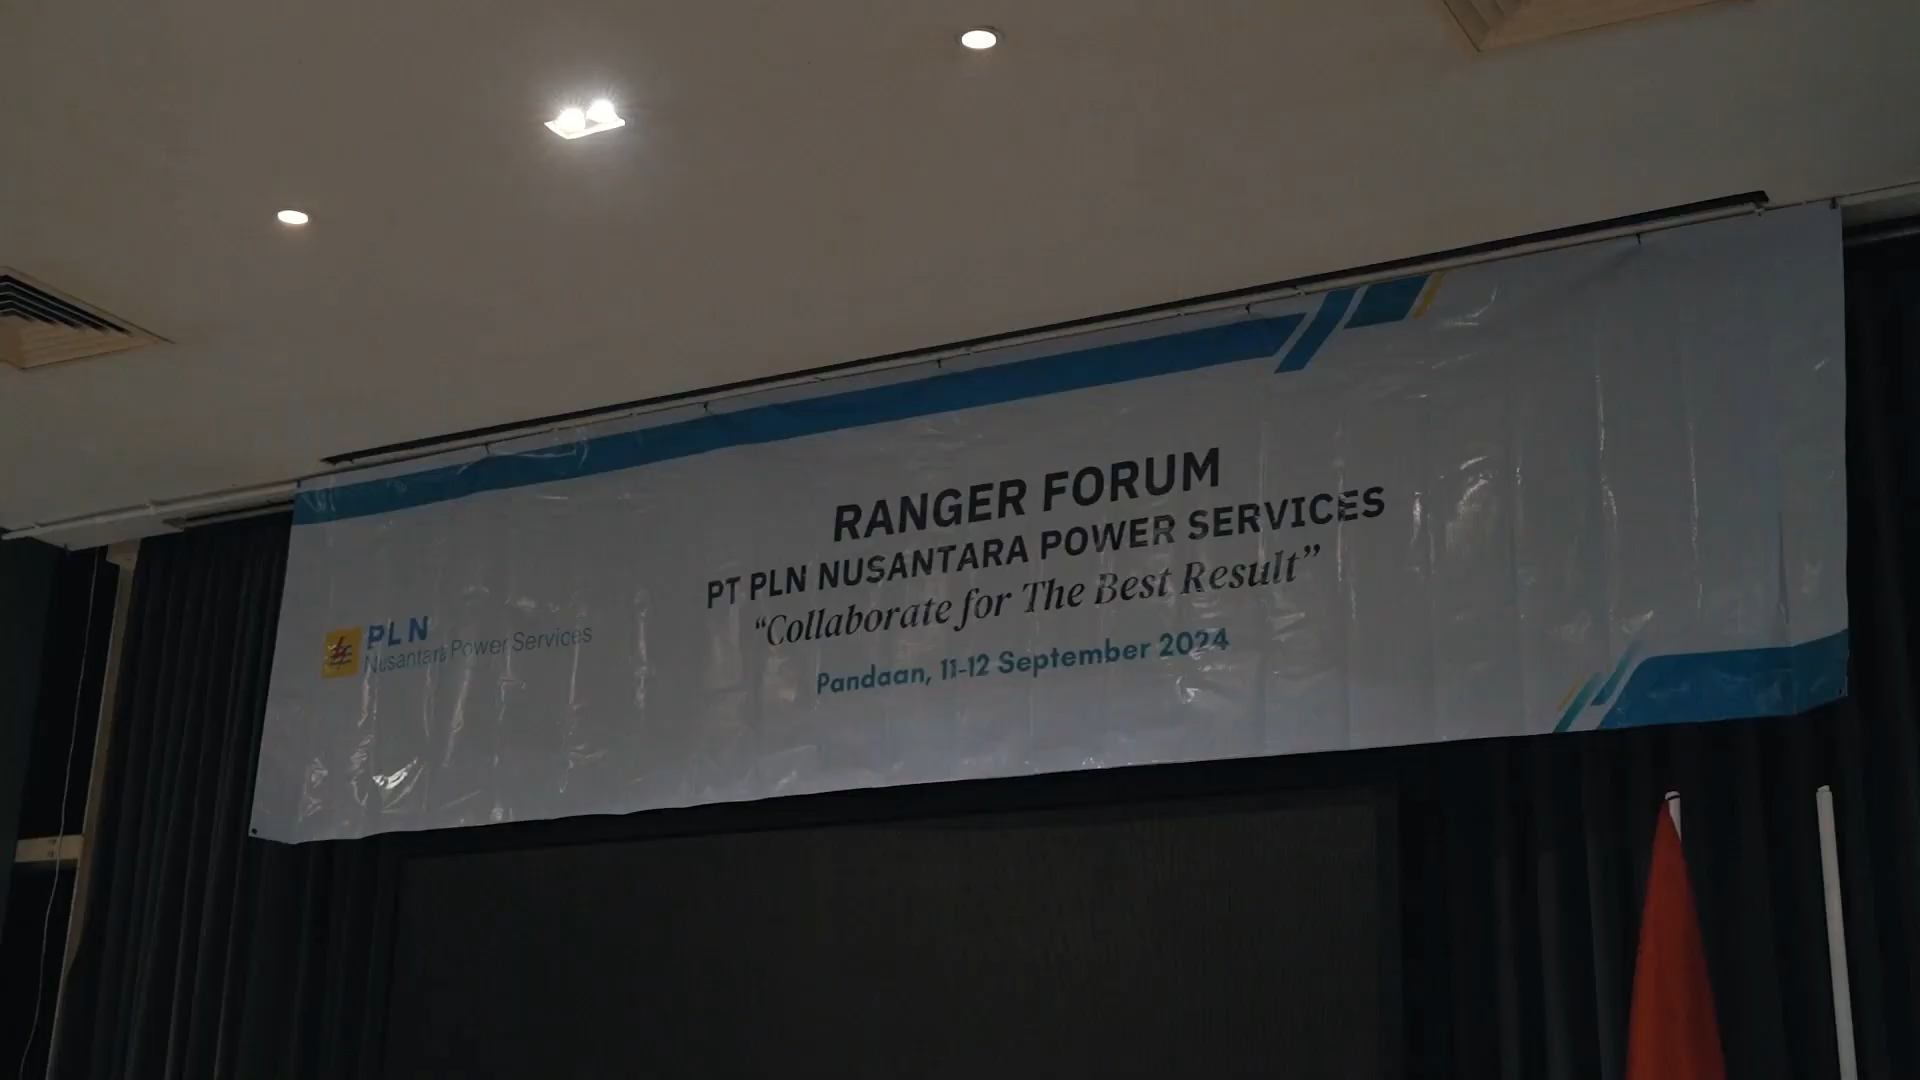 RANGER FORUM
PT PLN NUSANTARA POWER SERVICES
“Collaborate for The Best Result”
Pandaan, 11-12 September 2024
PLN
Nusantara Power Services